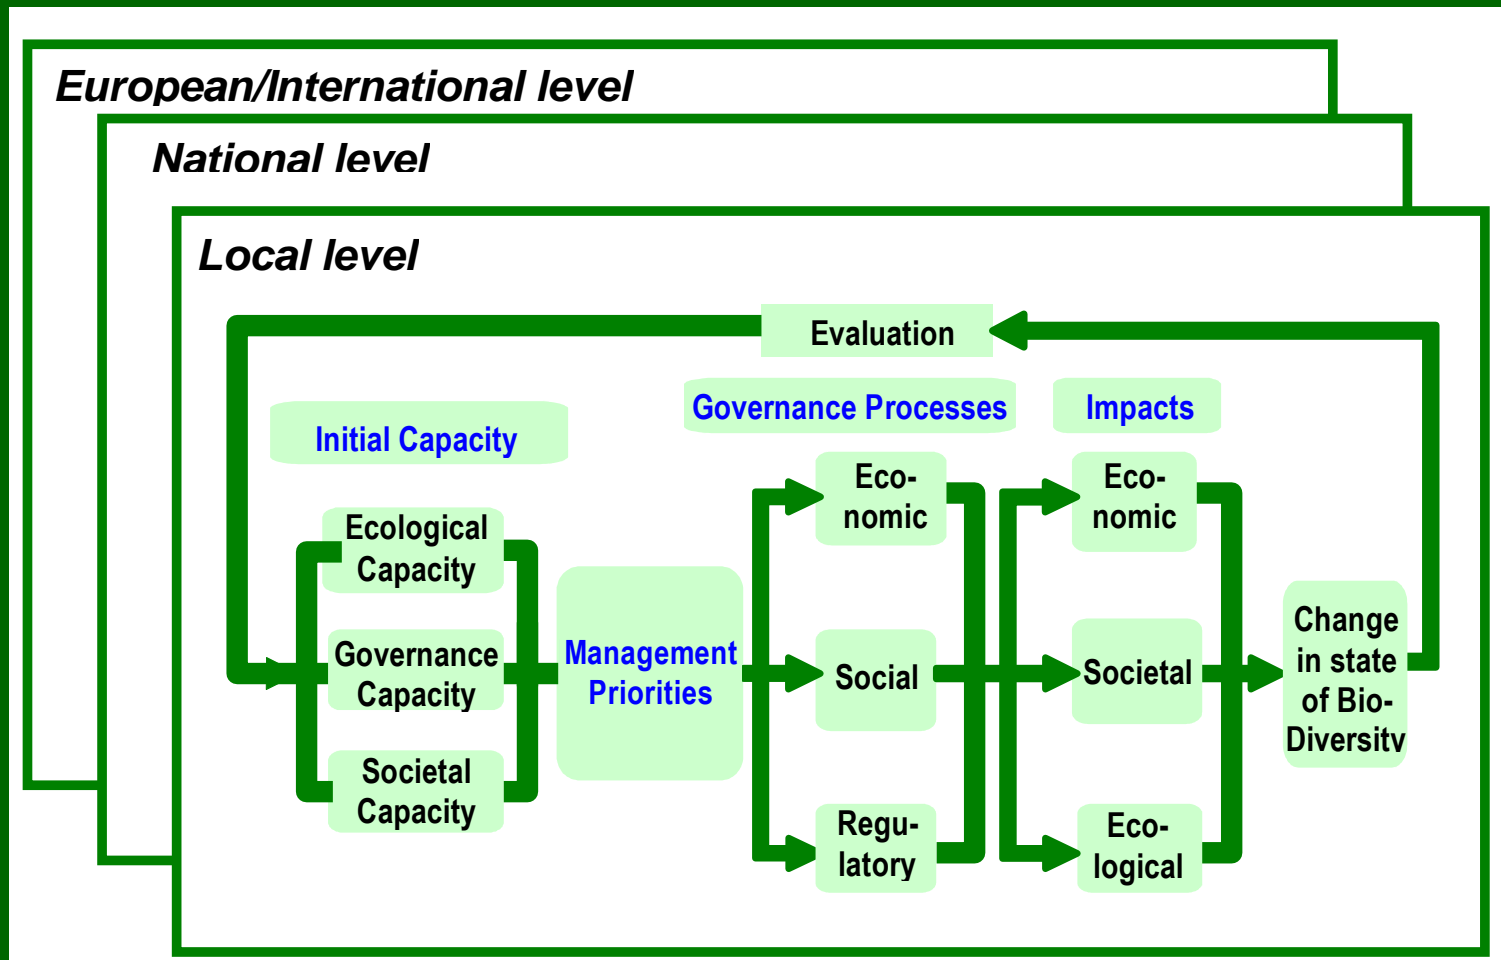 European/International level
National level
Local level
Evaluation
Governance Processes
Impacts
Initial Capacity
Eco-
nomic
Eco-
nomic
Ecological
Capacity
Governance
Capacity
Societal
Capacity
Management
Priorities
Social
Societal
Change
in state
of Bio-
Diversity
Regu-
latory
Eco-
logical